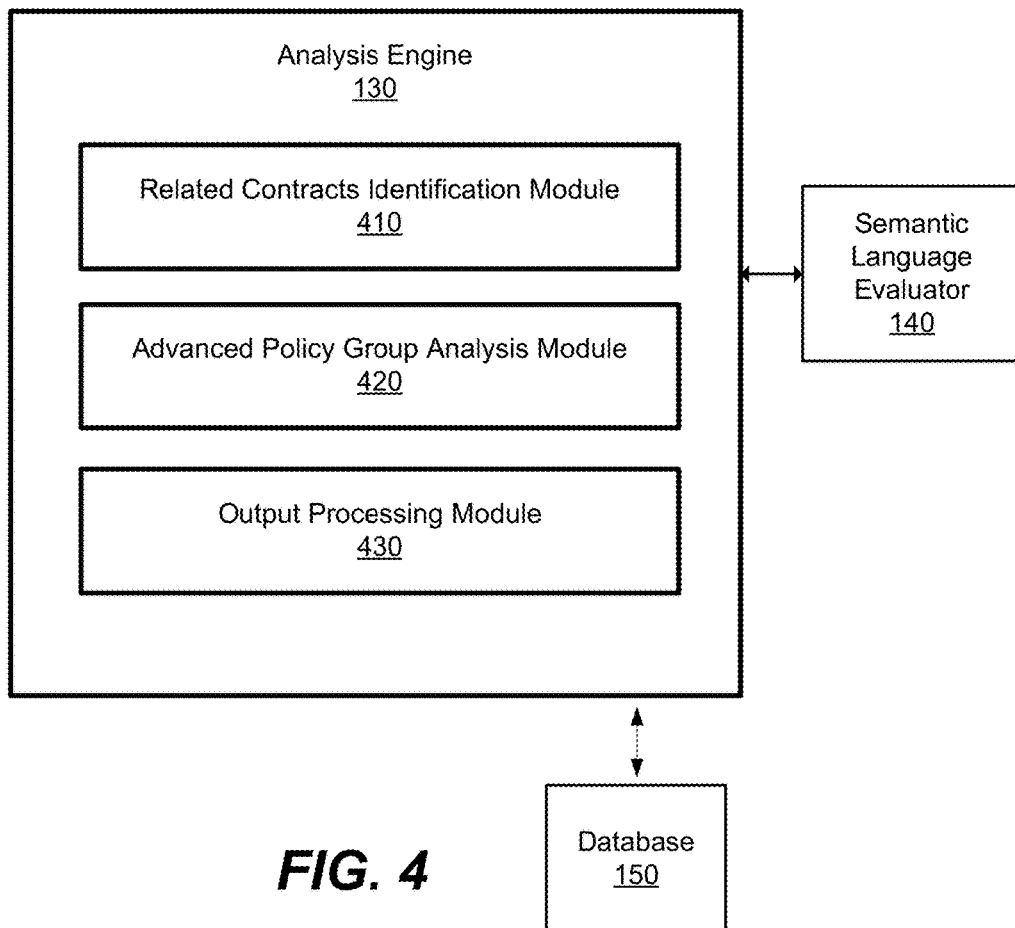 Analysis Engine
130
Related Contracts Identification Module
410
Advanced Policy Group Analysis Module
420
Output Processing Module
430
Semantic
Language
Evaluator
140
Database
150
FIG. 4